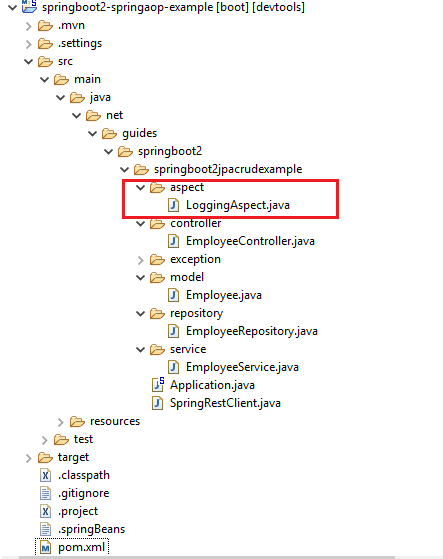 springboot2-springaop-example [boot] [devtools]
.mvn
.settings
src
main
java
net
guides
springboot2
springboot2jpacrudexample
aspect
LoggingAspect.java
controller
EmployeeController.java
exception
model
Employee.java
repository
EmployeeRepository.java
service
EmployeeService.java
Application.java
SpringRestClient.java
resources
test
target
.classpath
.gitignore
.project
.springBeans
pom.xml